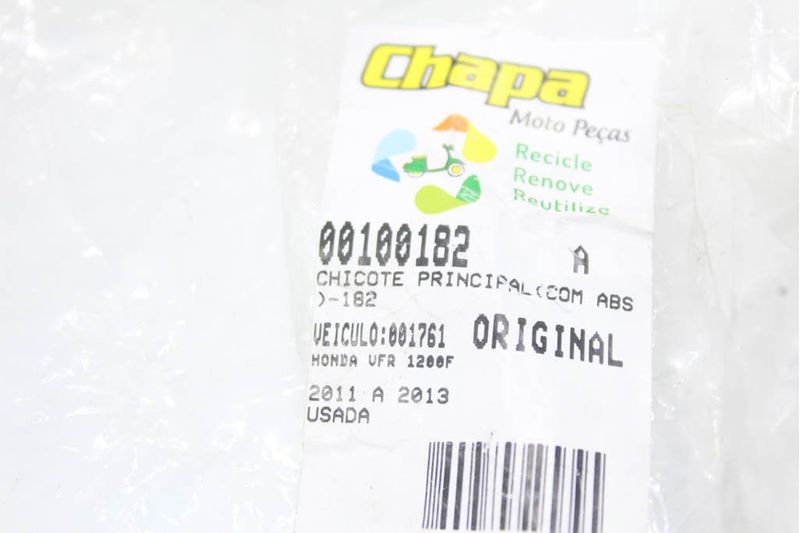 Chapa
Moto Peças
Recicle
Renove
Reutilize
00100182 A
CHICOTE PRINCIPAL(COM ABS
)-182
VEICULO:001761 ORIGINAL
HONDA VFR 1200F
2011 A 2013
USADA